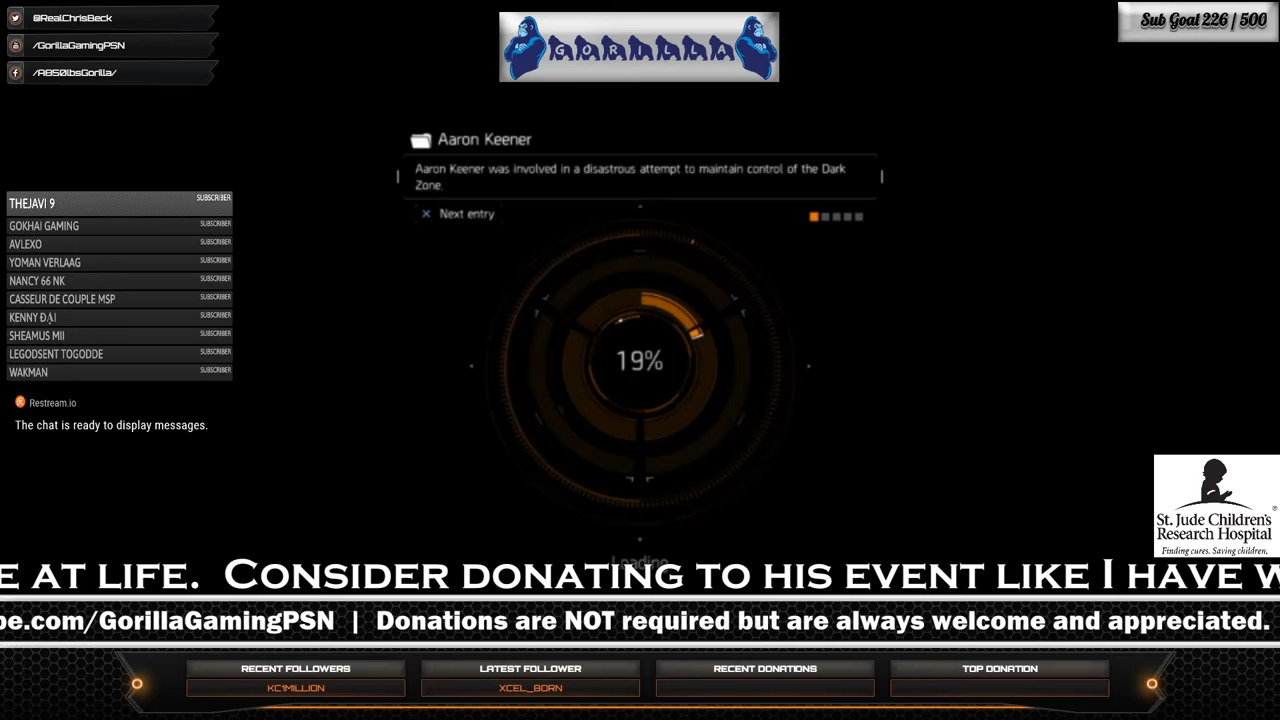 @RealChrisBeck
/GorillaGamingPSN
/A850lbsGorilla/
GORILLA
Sub Goal 226 / 500
Aaron Keener
Aaron Keener was involved in a disastrous attempt to maintain control of the Dark
Zone.
Next entry
THEJAVI 9 SUBSCRIBER
GOKHAI GAMING SUBSCRIBER
AVLEXO SUBSCRIBER
YOMAN VERLAAG SUBSCRIBER
NANCY 66 NK SUBSCRIBER
CASSEUR DE COUPLE MSP SUBSCRIBER
KENNY ĐẠI SUBSCRIBER
SHEAMUS MII SUBSCRIBER
LEGODSENT TOGODDE SUBSCRIBER
WAKMAN SUBSCRIBER
Restream.io
The chat is ready to display messages.
19%
Loading
St. Jude Children's
Research Hospital
®
Finding cures. Saving children.
E AT LIFE. CONSIDER DONATING TO HIS EVENT LIKE I HAVE W
be.com/GorillaGamingPSN | Donations are NOT required but are always welcome and appreciated.
RECENT FOLLOWERS LATEST FOLLOWER RECENT DONATIONS TOP DONATION
KC1MILLION XCEL_BORN